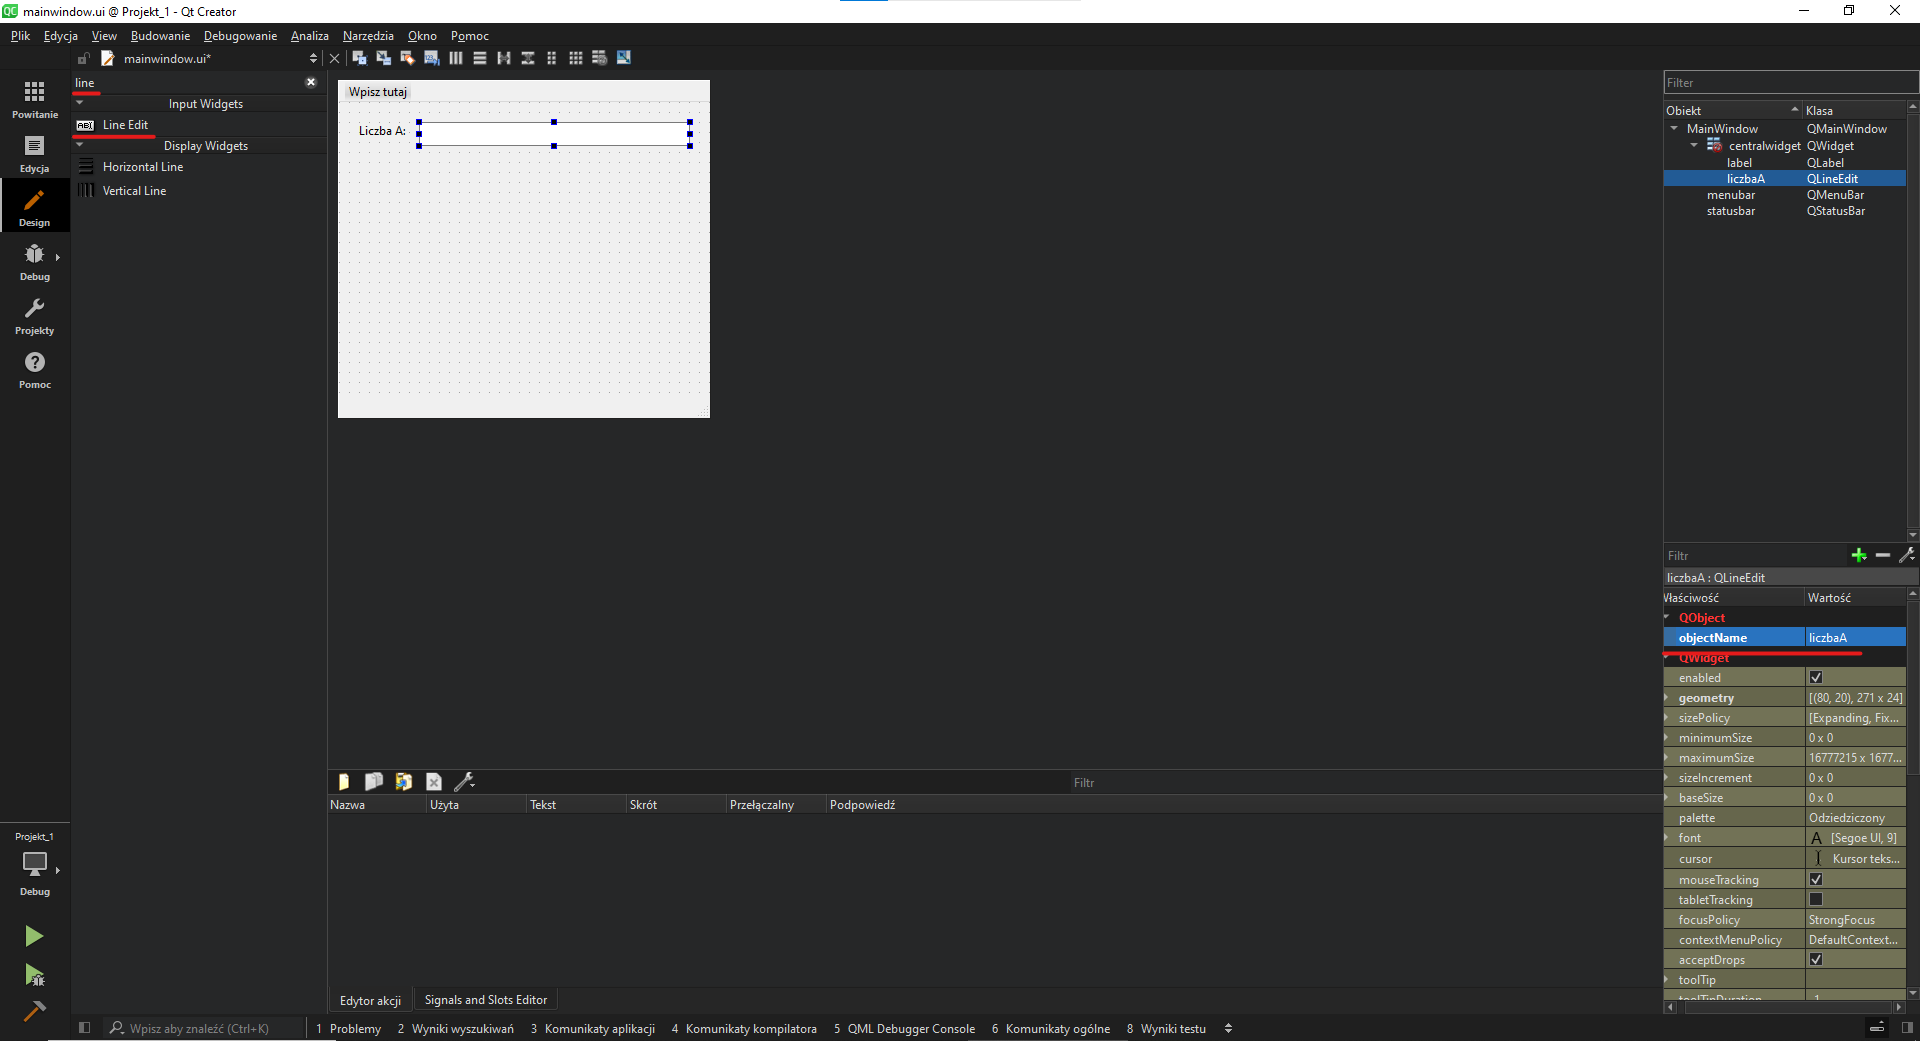 mainwindow.ui @ Projekt_1 - Qt Creator
Plik Edycja View Budowanie Debugowanie Analiza Narzędzia Okno Pomoc
mainwindow.ui*
line
Input Widgets
Line Edit
Display Widgets
Horizontal Line
Vertical Line
Powitanie
Edycja
Design
Debug
Projekty
Pomoc
Projekt_1
Debug
Wpisz tutaj
Liczba A:
Filter
Obiekt Klasa
MainWindow QMainWindow
centralwidget QWidget
label QLabel
liczbaA QLineEdit
menubar QMenuBar
statusbar QStatusBar
Filtr
liczbaA : QLineEdit
Właściwość Wartość
QObject
objectName liczbaA
QWidget
enabled
geometry [(80, 20), 271 x 24]
sizePolicy [Expanding, Fix...
minimumSize 0 x 0
maximumSize 16777215 x 1677...
sizeIncrement 0 x 0
baseSize 0 x 0
palette Odziedziczony
font A [Segoe UI, 9]
cursor Kursor teks...
mouseTracking
tabletTracking
focusPolicy StrongFocus
contextMenuPolicy DefaultContext...
acceptDrops
toolTip
toolTipDuration -1
Filtr
Nazwa Użyta Tekst Skrót Przełączalny Podpowiedź
Edytor akcji Signals and Slots Editor
Wpisz aby znaleźć (Ctrl+K)
1 Problemy 2 Wyniki wyszukiwań 3 Komunikaty aplikacji 4 Komunikaty kompilatora 5 QML Debugger Console 6 Komunikaty ogólne 8 Wyniki testu